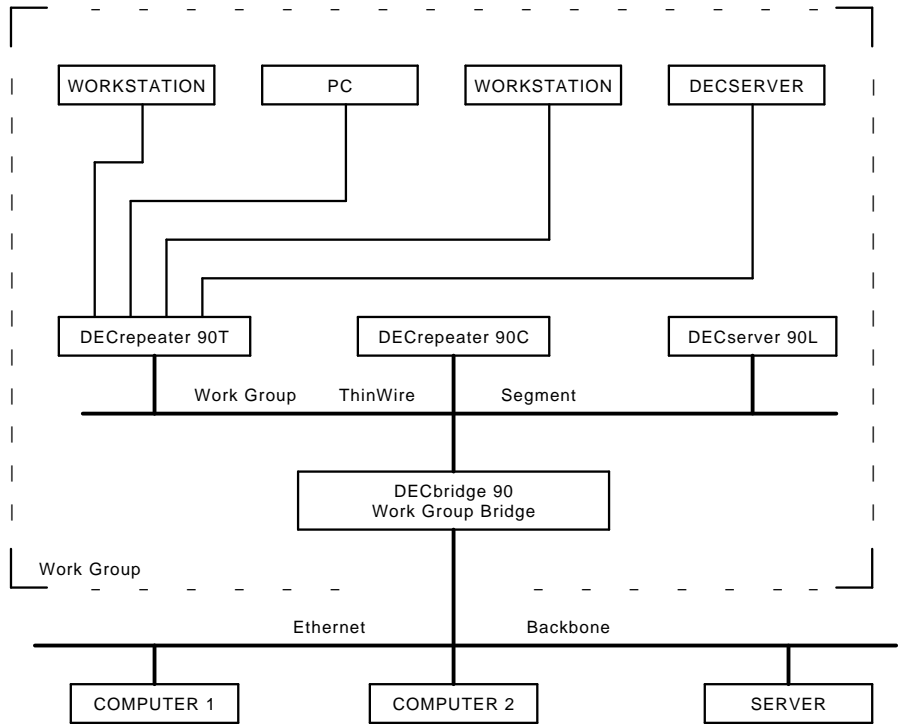 WORKSTATION
PC
WORKSTATION
DECSERVER
DECrepeater 90T
DECrepeater 90C
DECserver 90L
Work Group ThinWire Segment
DECbridge 90
Work Group Bridge
Work Group
Ethernet Backbone
COMPUTER 1
COMPUTER 2
SERVER